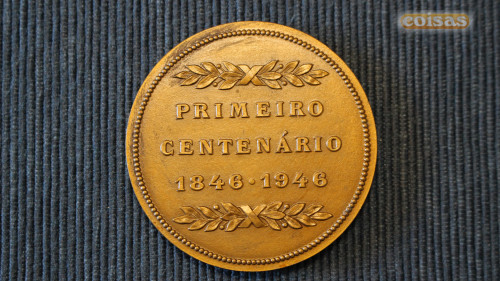 coisas
PRIMEIRO
CENTENÁRIO
1846·1946